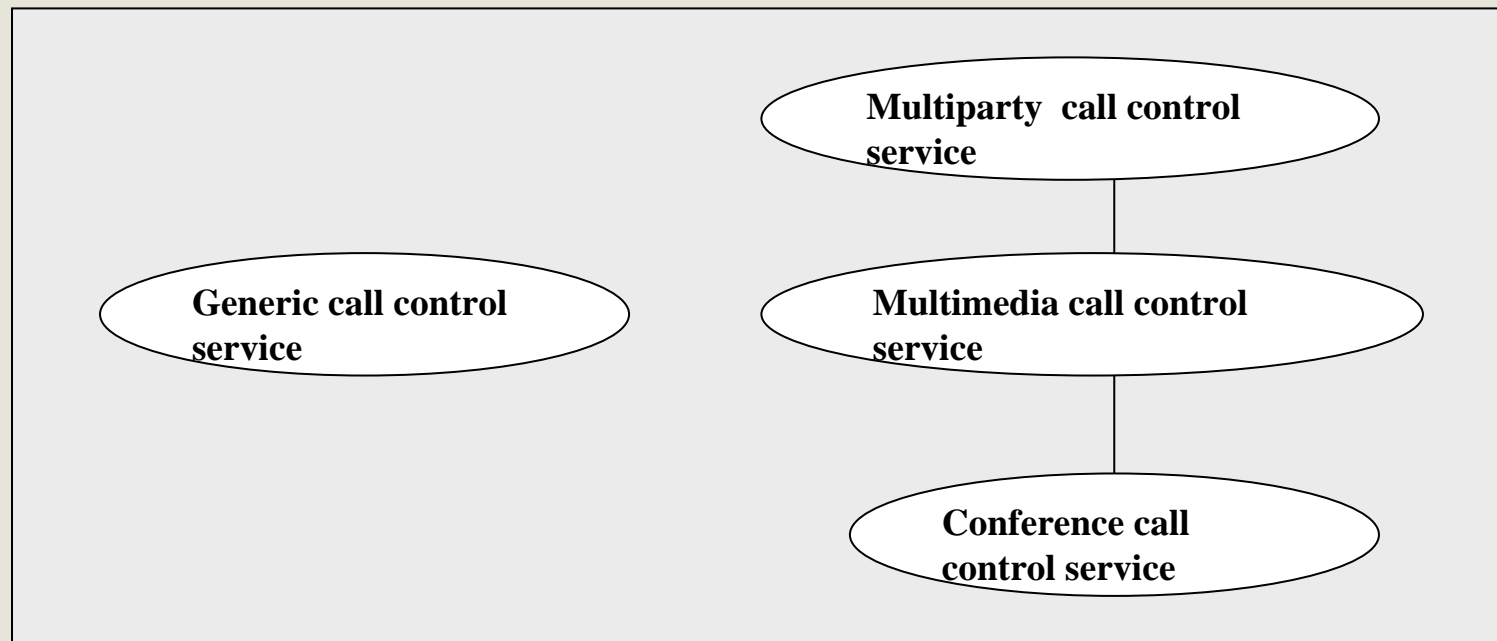 Multiparty  call control
service
Generic call control
service
Multimedia call control
service
Conference call
control service